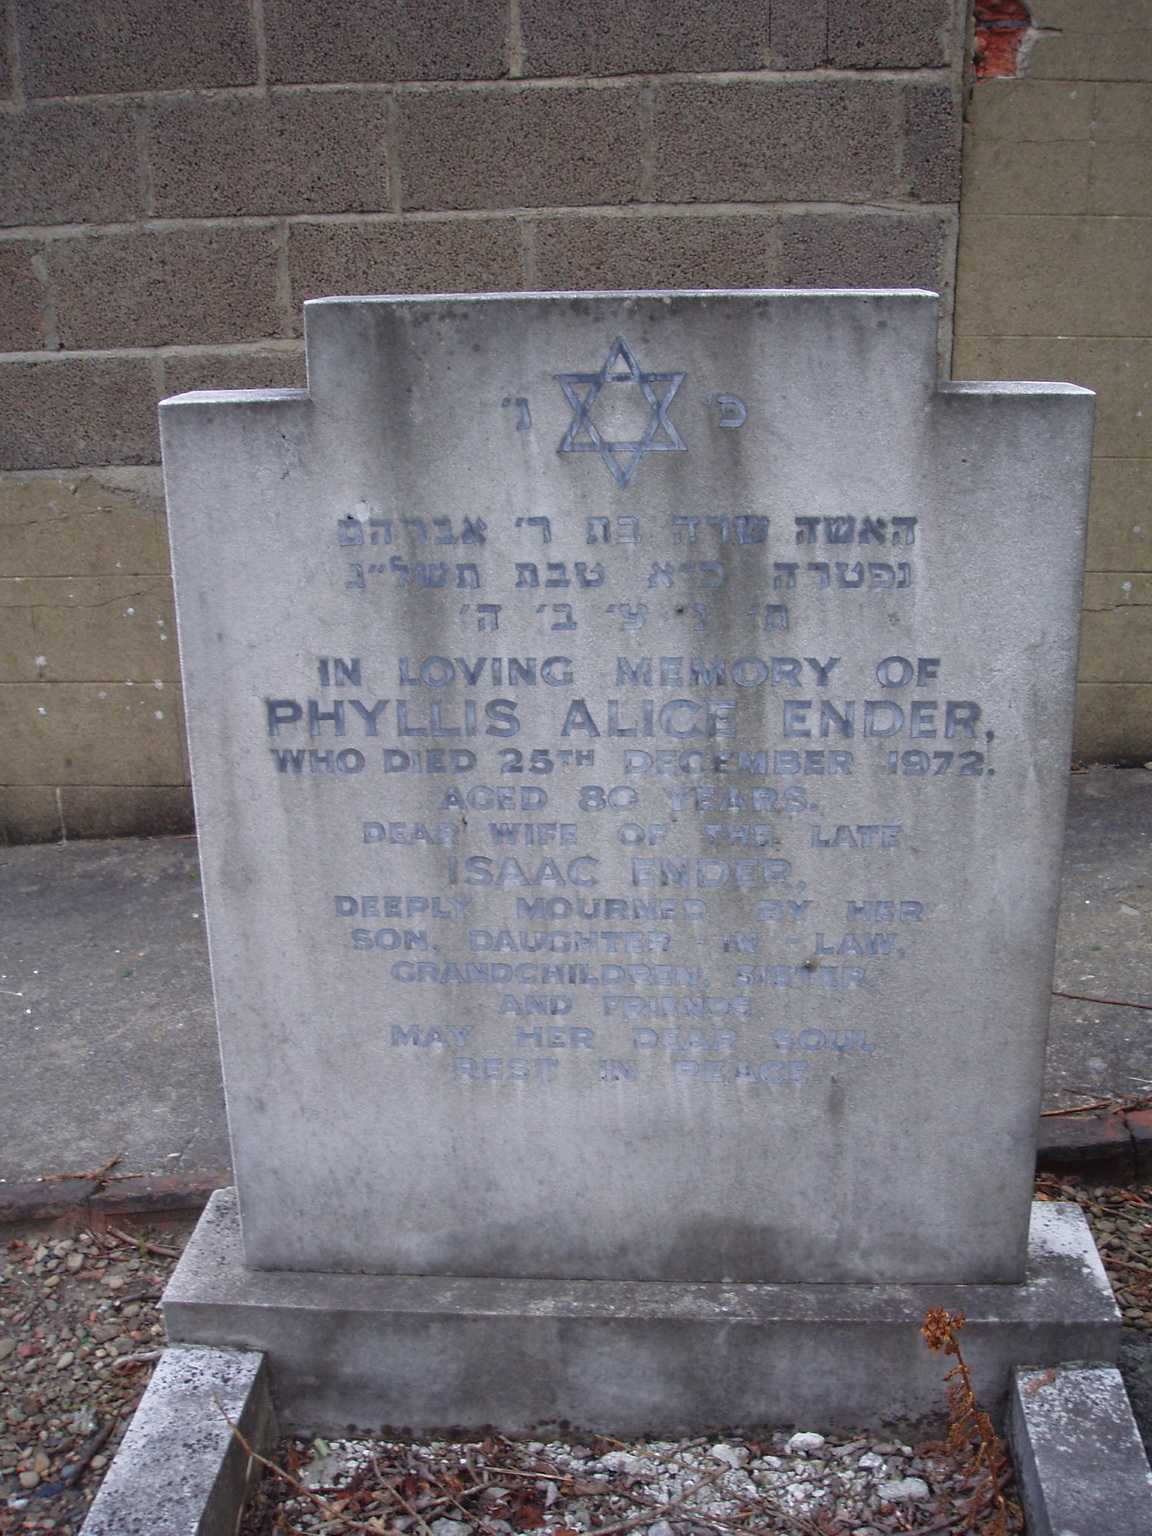 פ׳ נ׳
האשה שרה בת ר׳ אברהם
נפטרה כ״א טבת תשל״ג
ת׳ נ׳ צ׳ ב׳ ה׳
IN LOVING MEMORY OF
PHYLLIS ALICE ENDER,
WHO DIED 25TH DECEMBER 1972.
AGED 80 YEARS.
DEAR WIFE OF THE LATE
ISAAC ENDER,
DEEPLY MOURNED BY HER
SON, DAUGHTER-IN-LAW,
GRANDCHILDREN, SISTER
AND FRIENDS
MAY HER DEAR SOUL
REST IN PEACE.